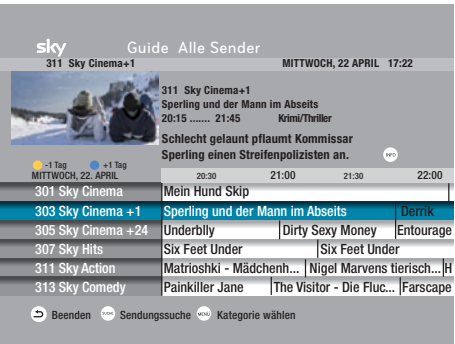 sky Guide Alle Sender
311 Sky Cinema+1 MITTWOCH, 22 APRIL 17:22
311 Sky Cinema+1
Sperling und der Mann im Abseits
20:15 ....... 21:45 Krimi/Thriller
Schlecht gelaunt pflaumt Kommissar
Sperling einen Streifenpolizisten an. INFO
-1 Tag +1 Tag
MITTWOCH, 22. APRIL 20:30 21:00 21:30 22:00
301 Sky Cinema Mein Hund Skip
303 Sky Cinema +1 Sperling und der Mann im Abseits Derrik
305 Sky Cinema +24 Underblly Dirty Sexy Money Entourage
307 Sky Hits Six Feet Under Six Feet Under
311 Sky Action Matrioshki - Mädchenh... Nigel Marvens tierisch... H
313 Sky Comedy Painkiller Jane The Visitor - Die Fluc... Farscape
Beenden SUCHE Sendungssuche MENÜ Kategorie wählen